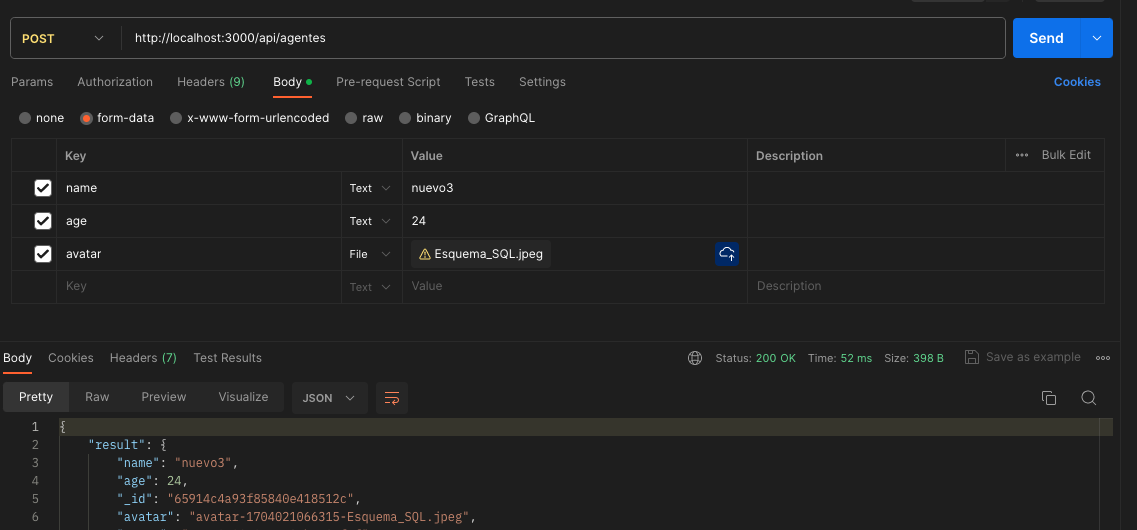 POST http://localhost:3000/api/agentes Send
Params Authorization Headers (9) Body Pre-request Script Tests Settings Cookies
none form-data x-www-form-urlencoded raw binary GraphQL
Key Value Description ••• Bulk Edit
name Text nuevo3
age Text 24
avatar File Esquema_SQL.jpeg
Key Text Value Description
Body Cookies Headers (7) Test Results Status: 200 OK Time: 52 ms Size: 398 B Save as example •••
Pretty Raw Preview Visualize JSON
1 {
2 "result": {
3 "name": "nuevo3",
4 "age": 24,
5 "_id": "65914c4a93f85840e418512c",
6 "avatar": "avatar-1704021066315-Esquema_SQL.jpeg",